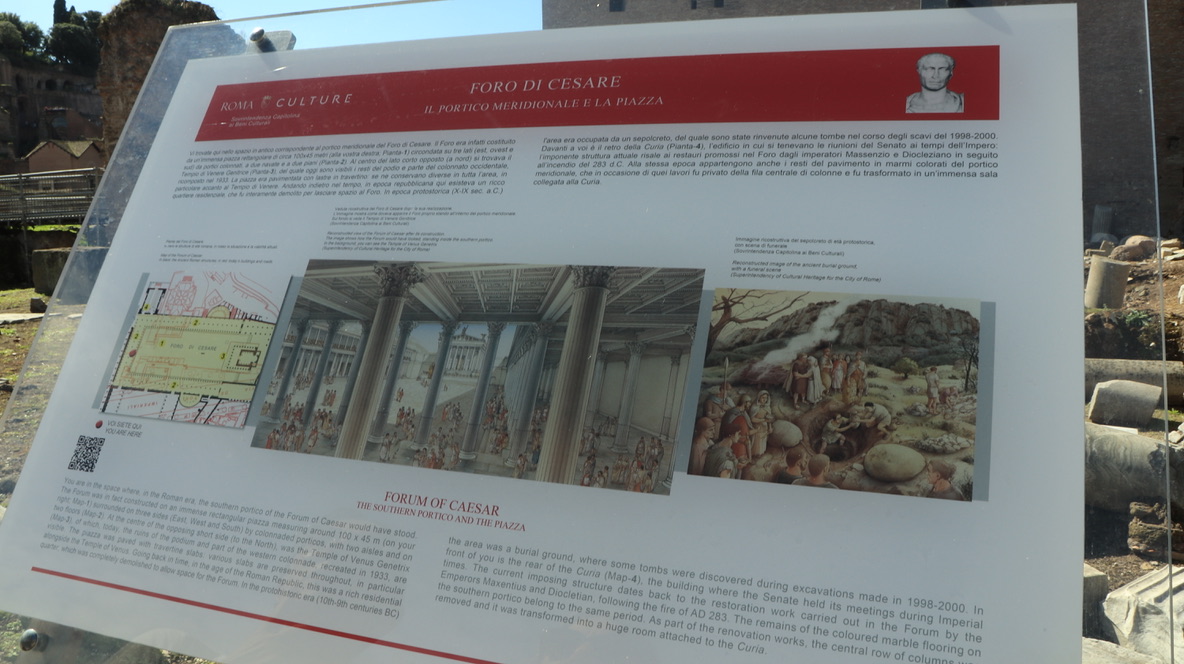 ROMA CULTURE
Sovrintendenza Capitolina
ai Beni Culturali
FORO DI CESARE
IL PORTICO MERIDIONALE E LA PIAZZA
Vi trovate qui nello spazio in antico corrispondente al portico meridionale del Foro di Cesare. Il Foro era infatti costituito
da un'immensa piazza rettangolare di circa 100x45 metri (alla vostra destra, Pianta-1) circondata su tre lati (est, ovest e
sud) da portici colonnati, a due navate e a due piani (Pianta-2). Al centro del lato corto opposto (a nord) si trovava il
Tempio di Venere Genitrice (Pianta-3), del quale oggi sono visibili i resti del podio e parte del colonnato occidentale,
ricomposto nel 1933. La piazza era pavimentata con lastre in travertino: se ne conservano diverse in tutta l'area, in
particolare accanto al Tempio di Venere. Andando indietro nel tempo, in epoca repubblicana qui esisteva un ricco
quartiere residenziale, che fu interamente demolito per lasciare spazio al Foro. In epoca protostorica (X-IX sec. a.C.)
l'area era occupata da un sepolcreto, del quale sono state rinvenute alcune tombe nel corso degli scavi del 1998-2000.
Davanti a voi è il retro della Curia (Pianta-4), l'edificio in cui si tenevano le riunioni del Senato ai tempi dell'Impero:
l'imponente struttura attuale risale ai restauri promossi nel Foro dagli imperatori Massenzio e Diocleziano in seguito
all'incendio del 283 d.C. Alla stessa epoca appartengono anche i resti del pavimento in marmi colorati del portico
meridionale, che in occasione di quei lavori fu privato della fila centrale di colonne e fu trasformato in un'immensa sala
collegata alla Curia.
(Sovrintendenza Capitolina ai Beni Culturali)
Reconstructed view of the Forum of Caesar after its construction.
(Superintendency of Cultural Heritage for the City of Rome)
Immagine ricostruttiva del sepolcreto di età protostorica,
con scena di funerale
(Sovrintendenza Capitolina ai Beni Culturali)
Reconstructed image of the ancient burial ground,
with a funeral scene
(Superintendency of Cultural Heritage for the City of Rome)
FORO DI CESARE
VOI SIETE QUI
YOU ARE HERE
FORUM OF CAESAR
THE SOUTHERN PORTICO AND THE PIAZZA
You are in the space where, in the Roman era, the southern portico of the Forum of Caesar would have stood.
The Forum was in fact constructed on an immense rectangular piazza measuring around 100 x 45 m (on your
right, Map-1) surrounded on three sides (East, West and South) by colonnaded porticos, with two aisles and on
two floors (Map-2). At the centre of the opposing short side (to the North), was the Temple of Venus Genetrix
(Map-3), of which, today, the ruins of the podium and part of the western colonnade, recreated in 1933, are
visible. The piazza was paved with travertine slabs: various slabs are preserved throughout, in particular
alongside the Temple of Venus. Going back in time, in the age of the Roman Republic, this was a rich residential
quarter, which was completely demolished to allow space for the Forum. In the protohistoric era (10th-9th centuries BC)
the area was a burial ground, where some tombs were discovered during excavations made in 1998-2000. In
front of you is the rear of the Curia (Map-4), the building where the Senate held its meetings during Imperial
times. The current imposing structure dates back to the restoration work carried out in the Forum by the
Emperors Maxentius and Diocletian, following the fire of AD 283. The remains of the coloured marble flooring on
the southern portico belong to the same period. As part of the renovation works, the central row of columns
removed and it was transformed into a huge room attached to the Curia.